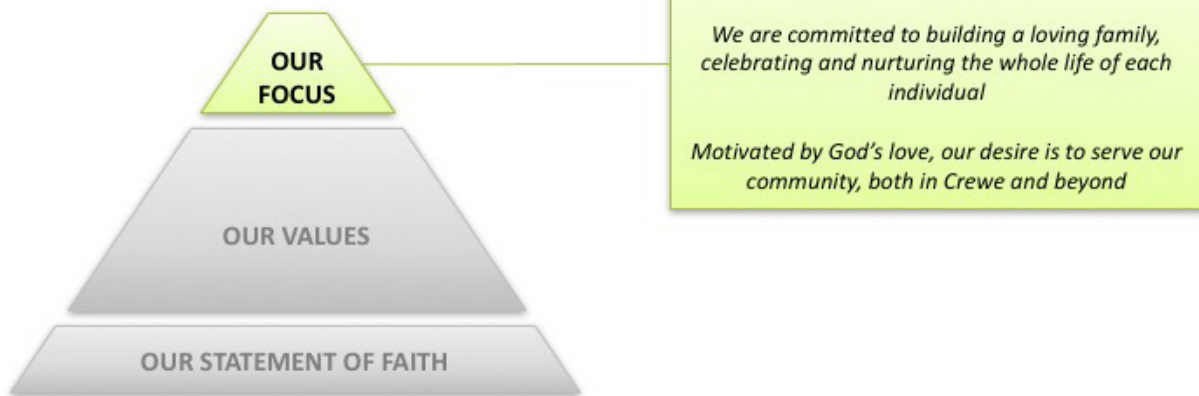 OUR
FOCUS
We are committed to building a loving family,
celebrating and nurturing the whole life of each
individual
Motivated by God’s love, our desire is to serve our
community, both in Crewe and beyond
OUR VALUES
OUR STATEMENT OF FAITH